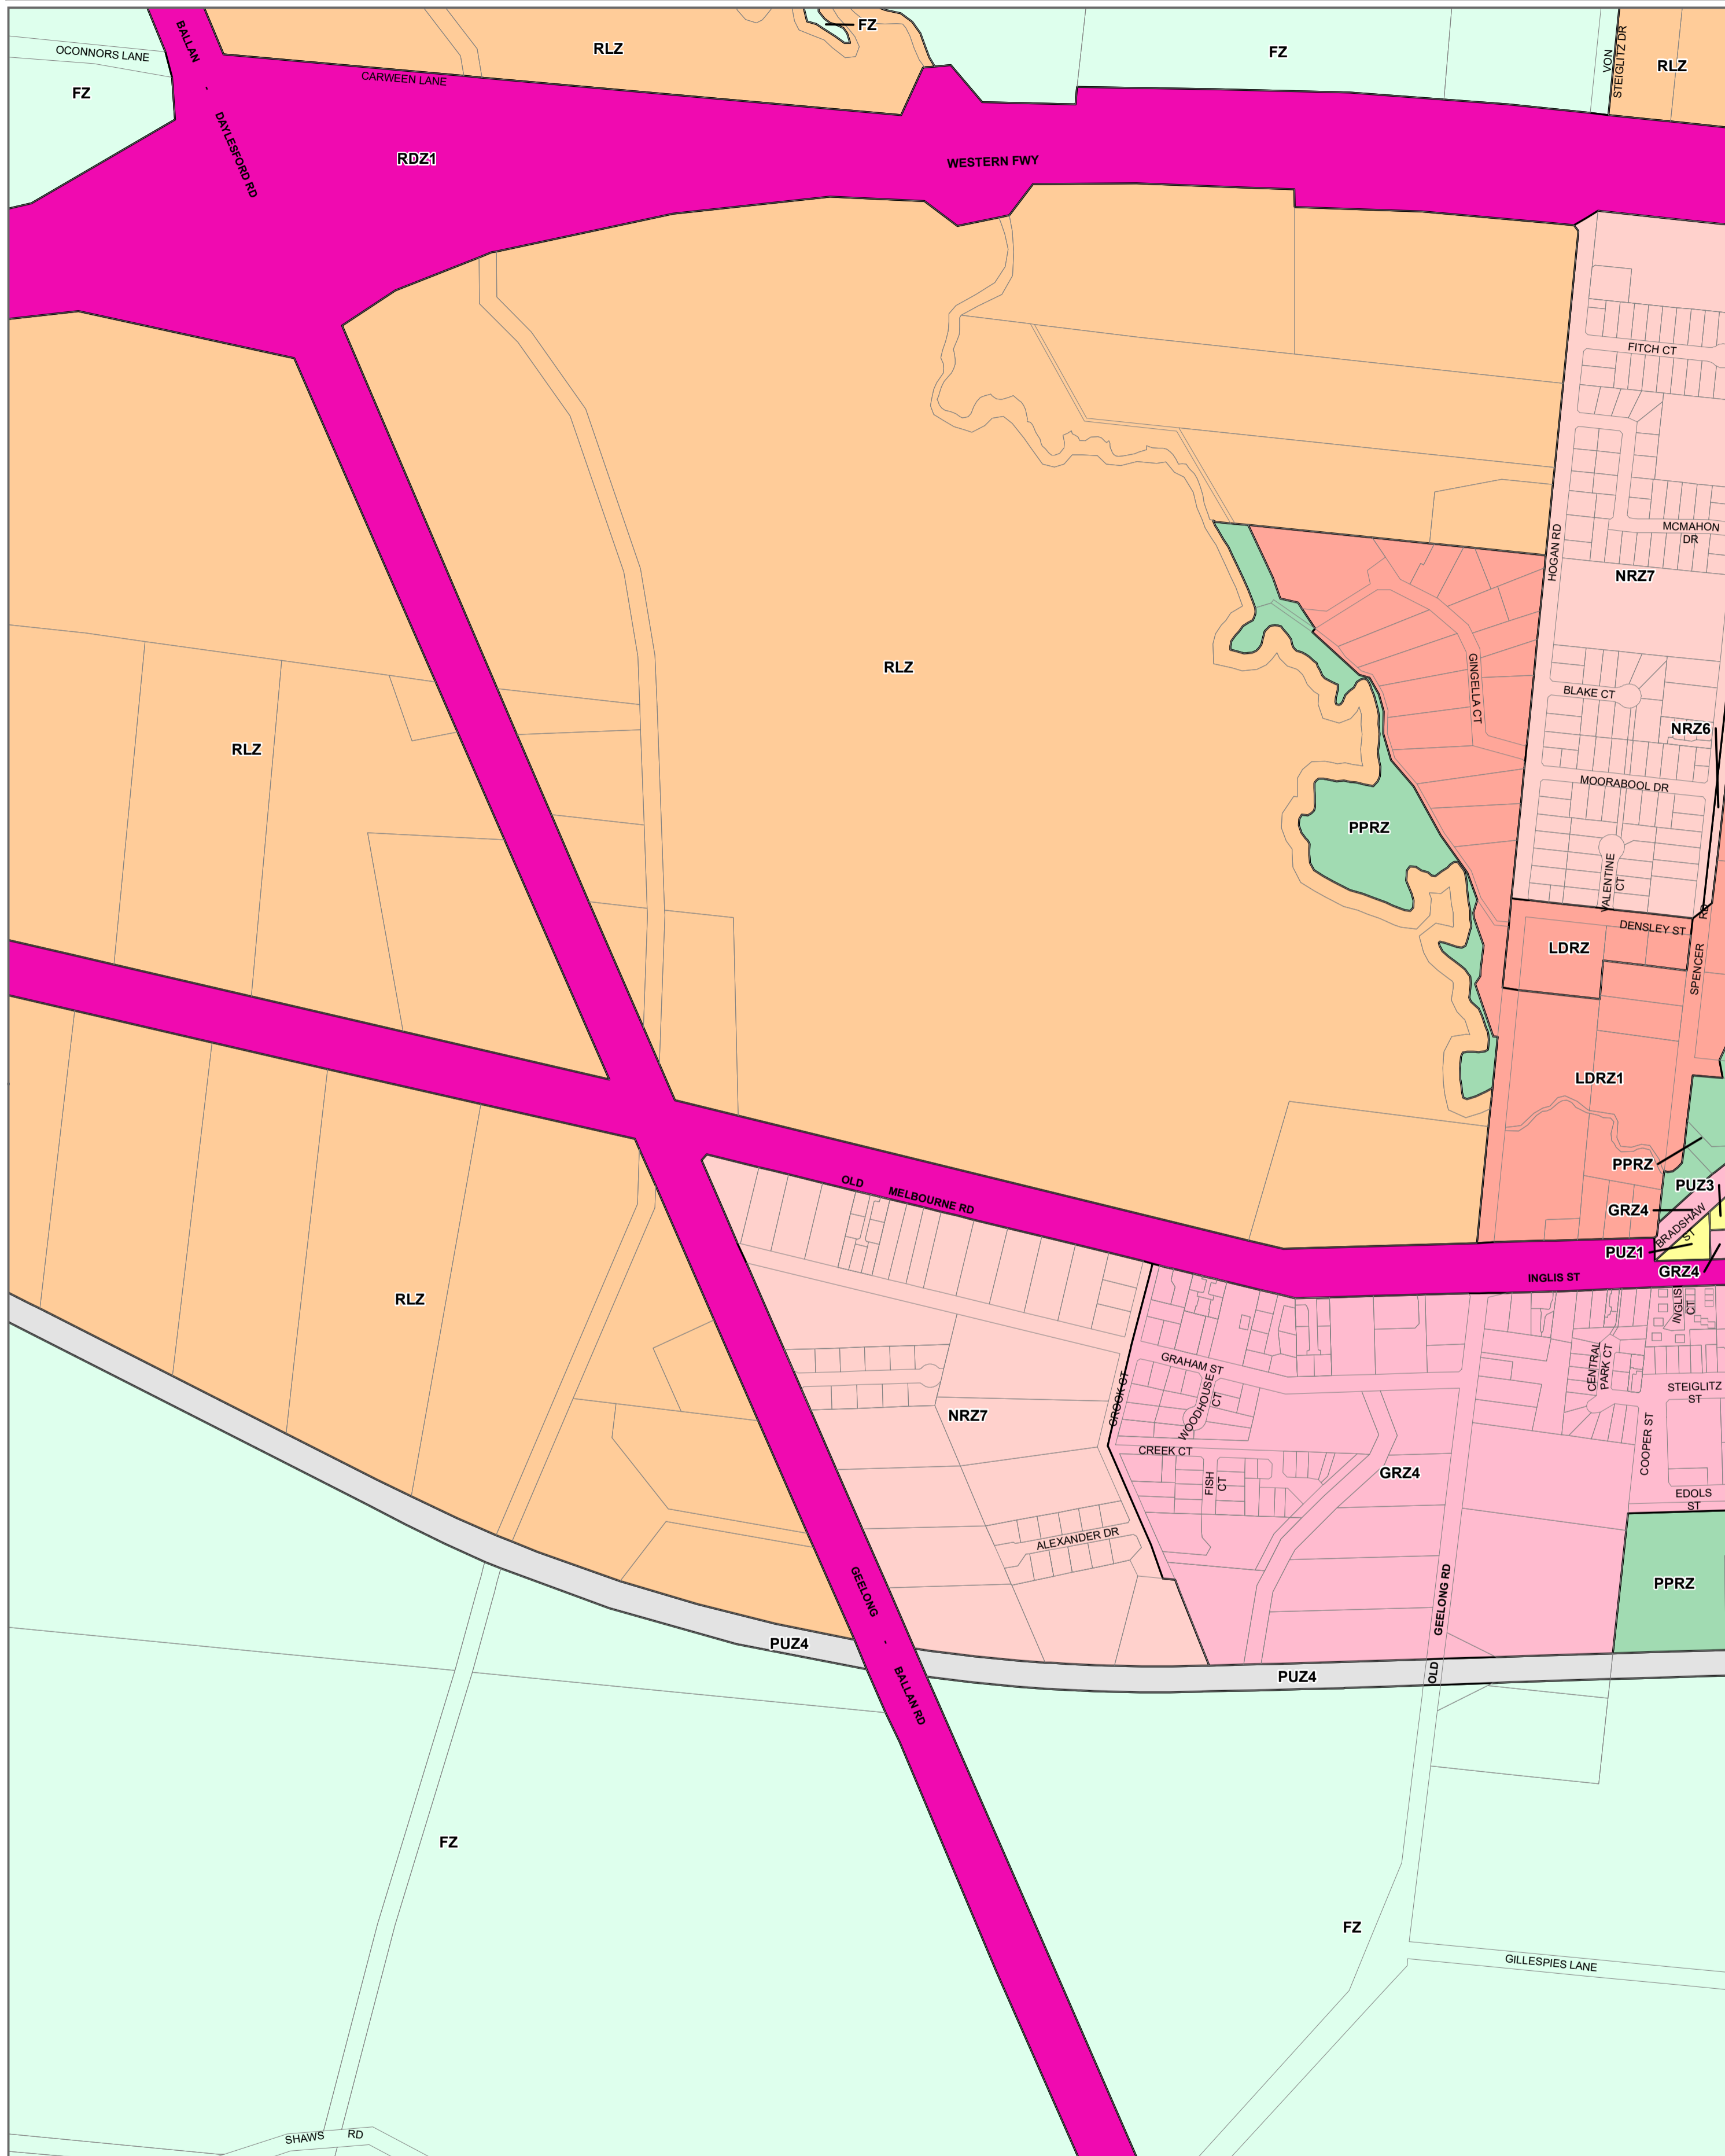 BALLAN
-
DAYLESFORD RD
OCONNORS LANE
FZ
CARWEEN LANE
RLZ
FZ
FZ
VON
STEIGLITZ DR
RLZ
RDZ1
WESTERN FWY
FITCH CT
MCMAHON
DR
HOGAN RD
NRZ7
GINGELLA CT
BLAKE CT
NRZ6
MOORABOOL DR
VALENTINE
CT
RLZ
RLZ
PPRZ
DENSLEY ST
LDRZ
SPENCER
RD
LDRZ1
PPRZ
PUZ3
GRZ4
BRADSHAW
ST
PUZ1
GRZ4
OLD
MELBOURNE RD
INGLIS ST
INGLIS
CT
RLZ
GRAHAM ST
WOODHOUSE
CT
CROOK CT
CENTRAL
PARK CT
STEIGLITZ
ST
NRZ7
CREEK CT
FISH
CT
GRZ4
COOPER ST
EDOLS
ST
ALEXANDER DR
PPRZ
GEELONG
-
BALLAN RD
OLD
GEELONG RD
PUZ4
PUZ4
FZ
FZ
GILLESPIES LANE
SHAWS
RD